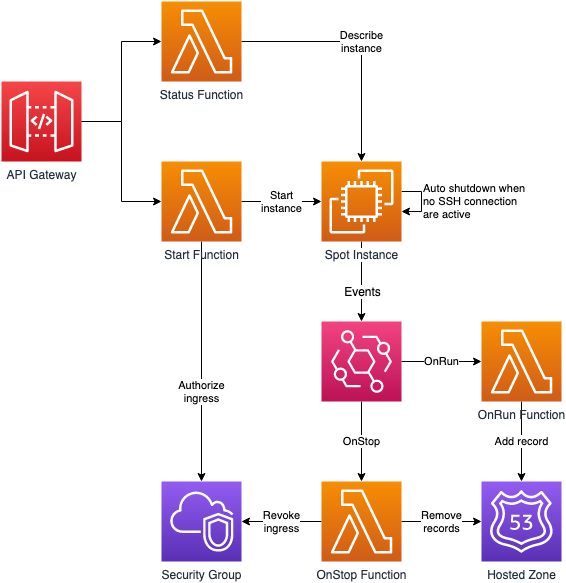 Describe
instance
Status Function
</>
API Gateway
Start
instance
Auto shutdown when
no SSH connection
are active
Start Function
Spot Instance
Events
OnRun
Authorize
ingress
OnRun Function
OnStop
Add record
Revoke
ingress
Remove
records
53
Security Group
OnStop Function
Hosted Zone